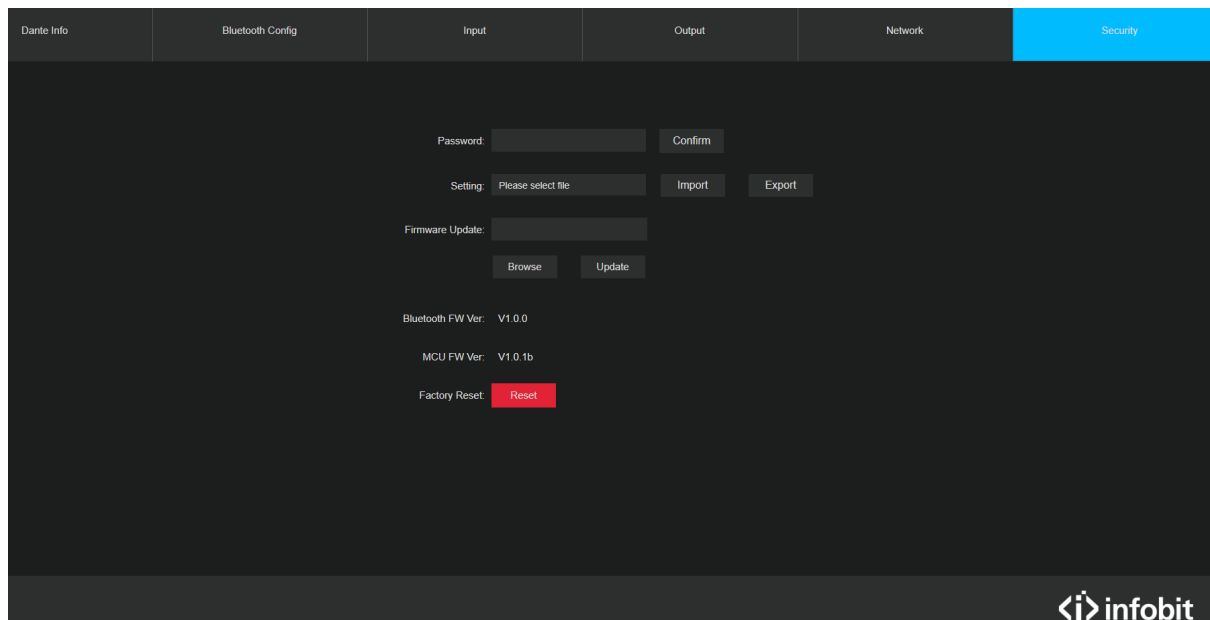 Dante Info Bluetooth Config Input Output Network Security
Password: Confirm
Setting: Please select file Import Export
Firmware Update:
Browse Update
Bluetooth FW Ver: V1.0.0
MCU FW Ver: V1.0.1b
Factory Reset: Reset
<i> infobit